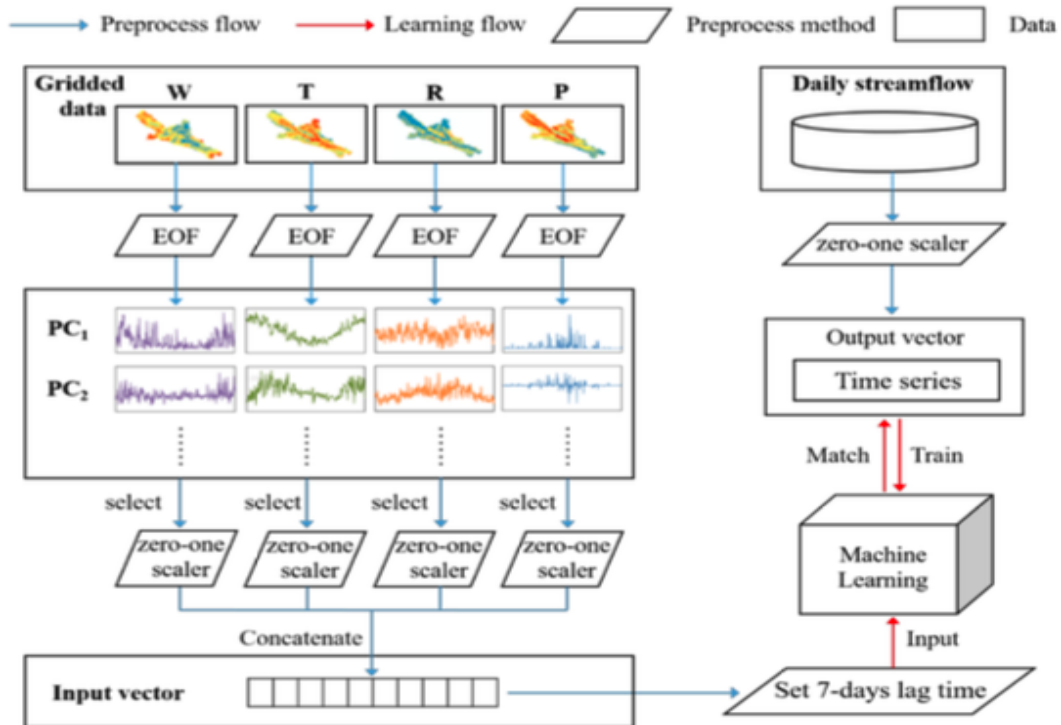 Preprocess flow
Learning flow
Preprocess method
Data
Gridded
data
W
T
R
P
Daily streamflow
EOF
EOF
EOF
EOF
zero-one scaler
PC₁
PC₂
Output vector
Time series
Match
Train
select
select
select
select
zero-one
scaler
zero-one
scaler
zero-one
scaler
zero-one
scaler
Machine
Learning
Concatenate
Input
Input vector
Set 7-days lag time